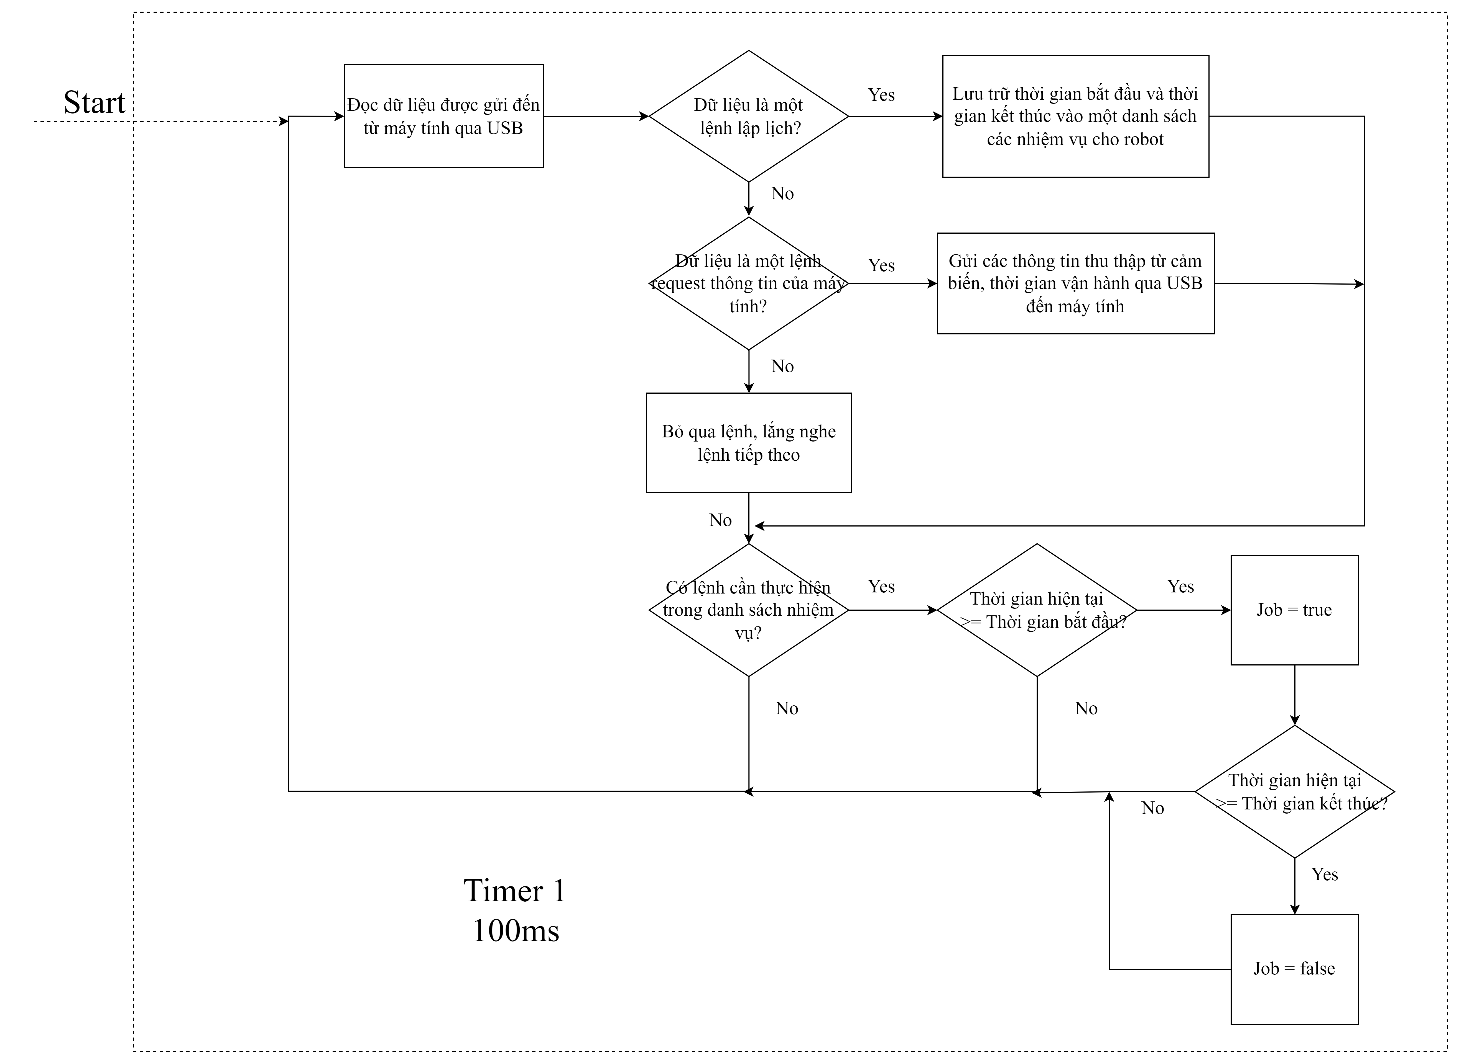 Start
Đọc dữ liệu được gửi đến
từ máy tính qua USB
Dữ liệu là một
lệnh lập lịch?
Yes
Lưu trữ thời gian bắt đầu và thời
gian kết thúc vào một danh sách
các nhiệm vụ cho robot
No
Dữ liệu là một lệnh
request thông tin của máy
tính?
Yes
Gửi các thông tin thu thập từ cảm
biến, thời gian vận hành qua USB
đến máy tính
No
Bỏ qua lệnh, lắng nghe
lệnh tiếp theo
No
Có lệnh cần thực hiện
trong danh sách nhiệm
vụ?
Yes
Thời gian hiện tại
>= Thời gian bắt đầu?
Yes
Job = true
No
No
Thời gian hiện tại
>= Thời gian kết thúc?
No
Yes
Job = false
Timer 1
100ms